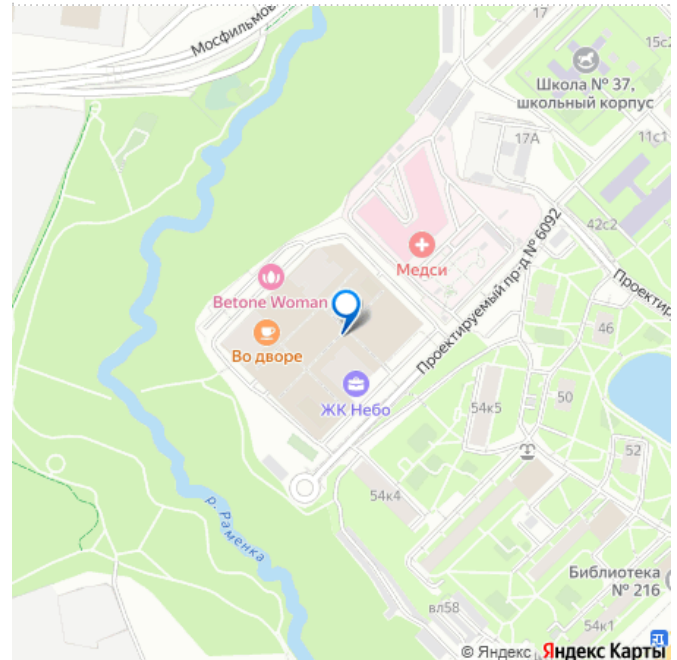 Мосфильмов
17
15с2
Школа № 37,
школьный корпус
17А
11с1
42с2
Медси
Проектируемый пр-д № 6092
Проектир
Betone Woman
Во дворе
ЖК Небо
46
50
54к5
52
54к4
р. Раменка
Библиотека
№ 216
вл58
54к1
© Яндекс Яндекс Карты